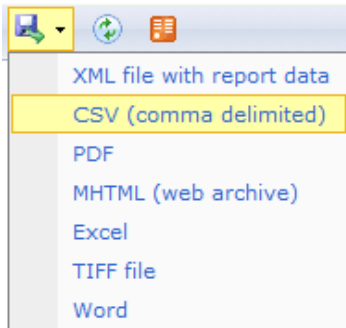 XML file with report data
CSV (comma delimited)
PDF
MHTML (web archive)
Excel
TIFF file
Word